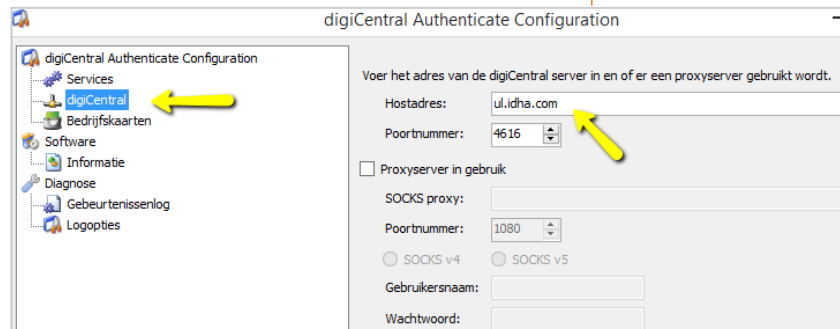 digiCentral Authenticate Configuration
digiCentral Authenticate Configuration
Services
digiCentral
Bedrijfskaarten
Software
Informatie
Diagnose
Gebeurtenissenlog
Logopties
Voer het adres van de digiCentral server in en of er een proxyserver gebruikt wordt.
Hostadres: ul.idha.com
Poortnummer: 4616
Proxyserver in gebruik
SOCKS proxy:
Poortnummer: 1080
SOCKS v4 SOCKS v5
Gebruikersnaam:
Wachtwoord: